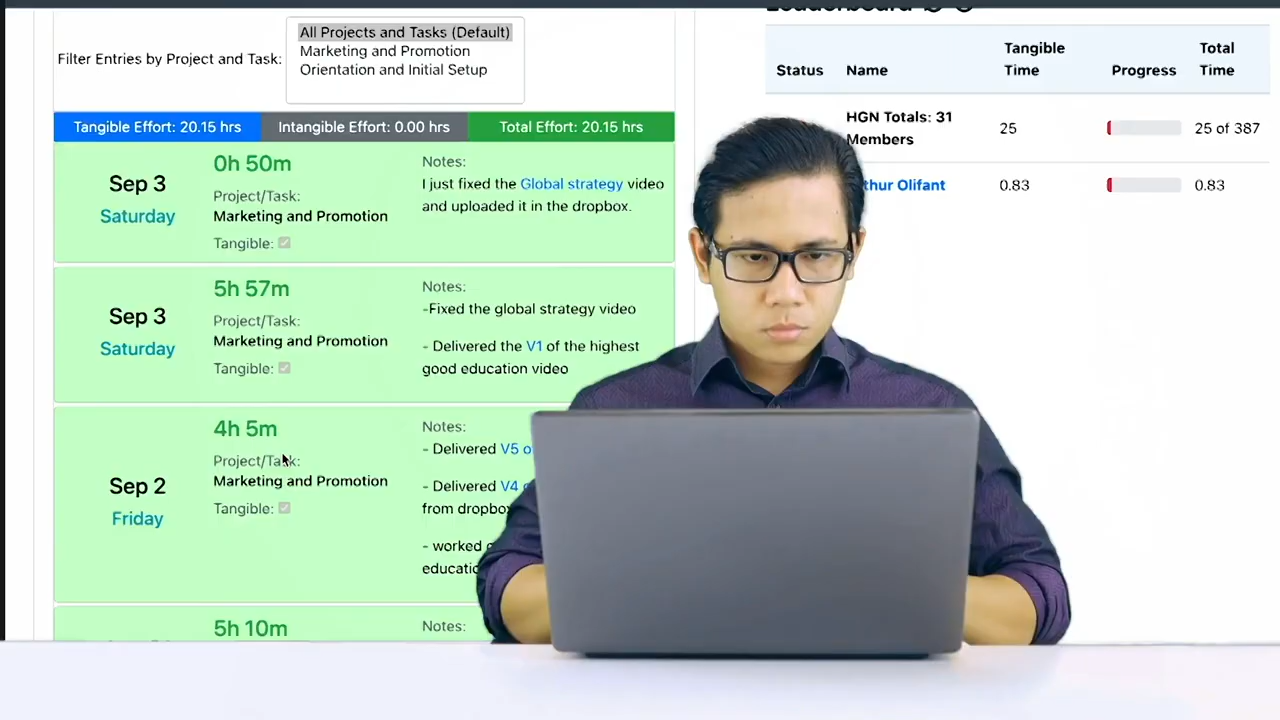 Leaderboard
All Projects and Tasks (Default)
Marketing and Promotion
Orientation and Initial Setup
Filter Entries by Project and Task:
Tangible Effort: 20.15 hrs
Intangible Effort: 0.00 hrs
Total Effort: 20.15 hrs
Sep 3
Saturday
0h 50m
Project/Task:
Marketing and Promotion
Tangible:
Notes:
I just fixed the Global strategy video
and uploaded it in the dropbox.
Sep 3
Saturday
5h 57m
Project/Task:
Marketing and Promotion
Tangible:
Notes:
-Fixed the global strategy video
- Delivered the V1 of the highest
good education video
Sep 2
Friday
4h 5m
Project/Task:
Marketing and Promotion
Tangible:
Notes:
- Delivered V5
- Delivered V4
from
- worked
5h 10m
Notes:
Status
Name
Tangible
Time
Progress
Total
Time
HGN Totals: 31
Members
25
25 of 387
Olifant
0.83
0.83